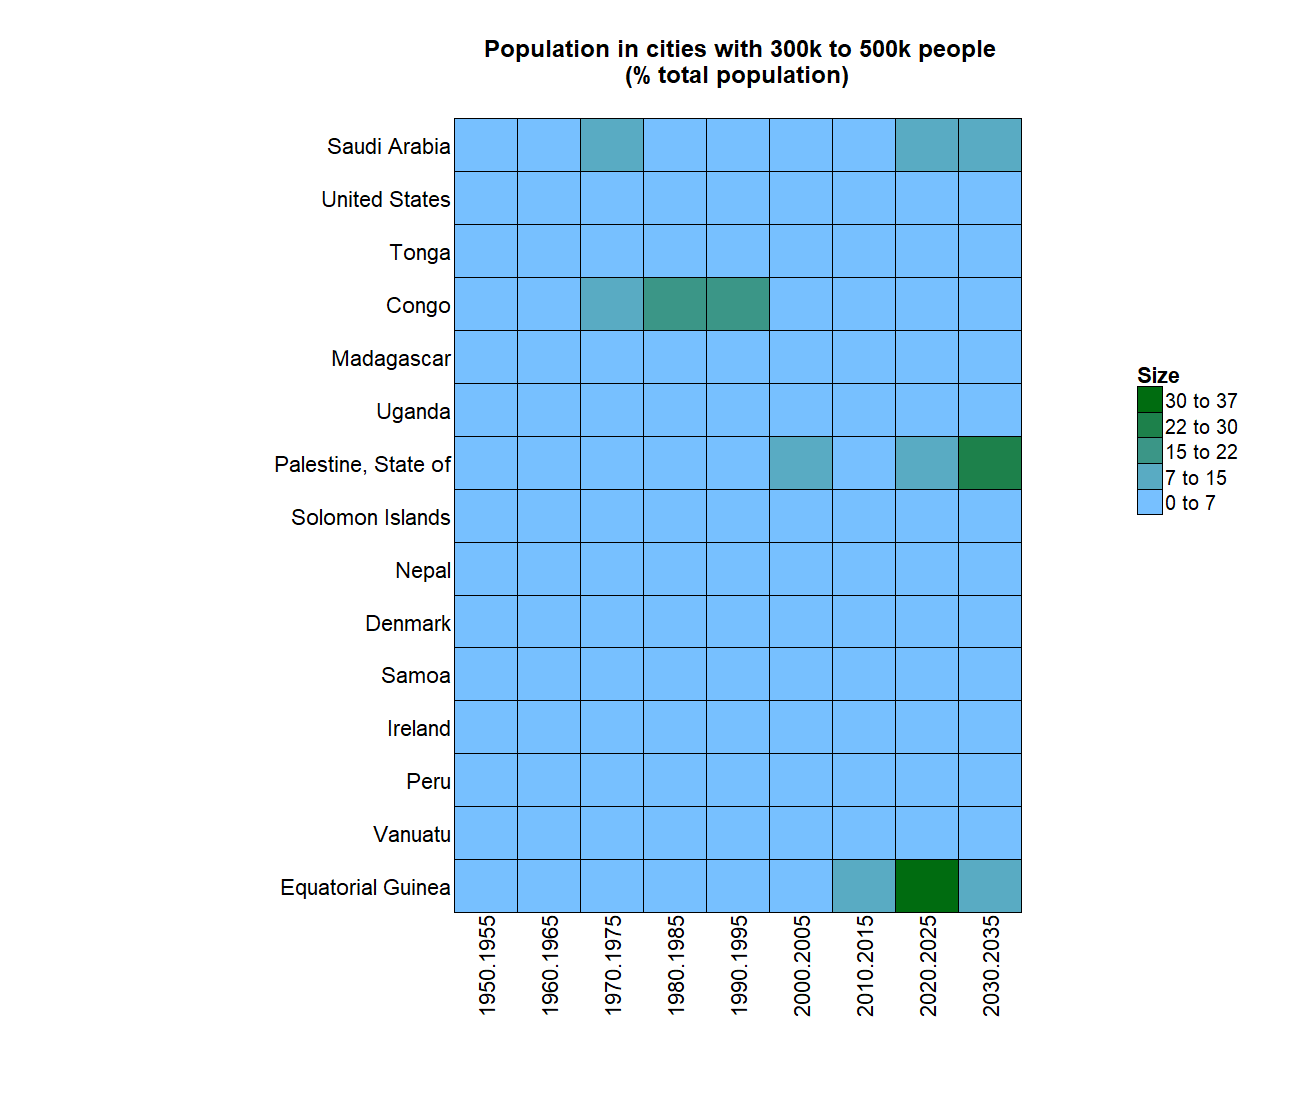 Population in cities with 300k to 500k people
(% total population)
Saudi Arabia
United States
Tonga
Congo
Madagascar
Uganda
Palestine, State of
Solomon Islands
Nepal
Denmark
Samoa
Ireland
Peru
Vanuatu
Equatorial Guinea
1950.1955
1960.1965
1970.1975
1980.1985
1990.1995
2000.2005
2010.2015
2020.2025
2030.2035
Size
30 to 37
22 to 30
15 to 22
7 to 15
0 to 7